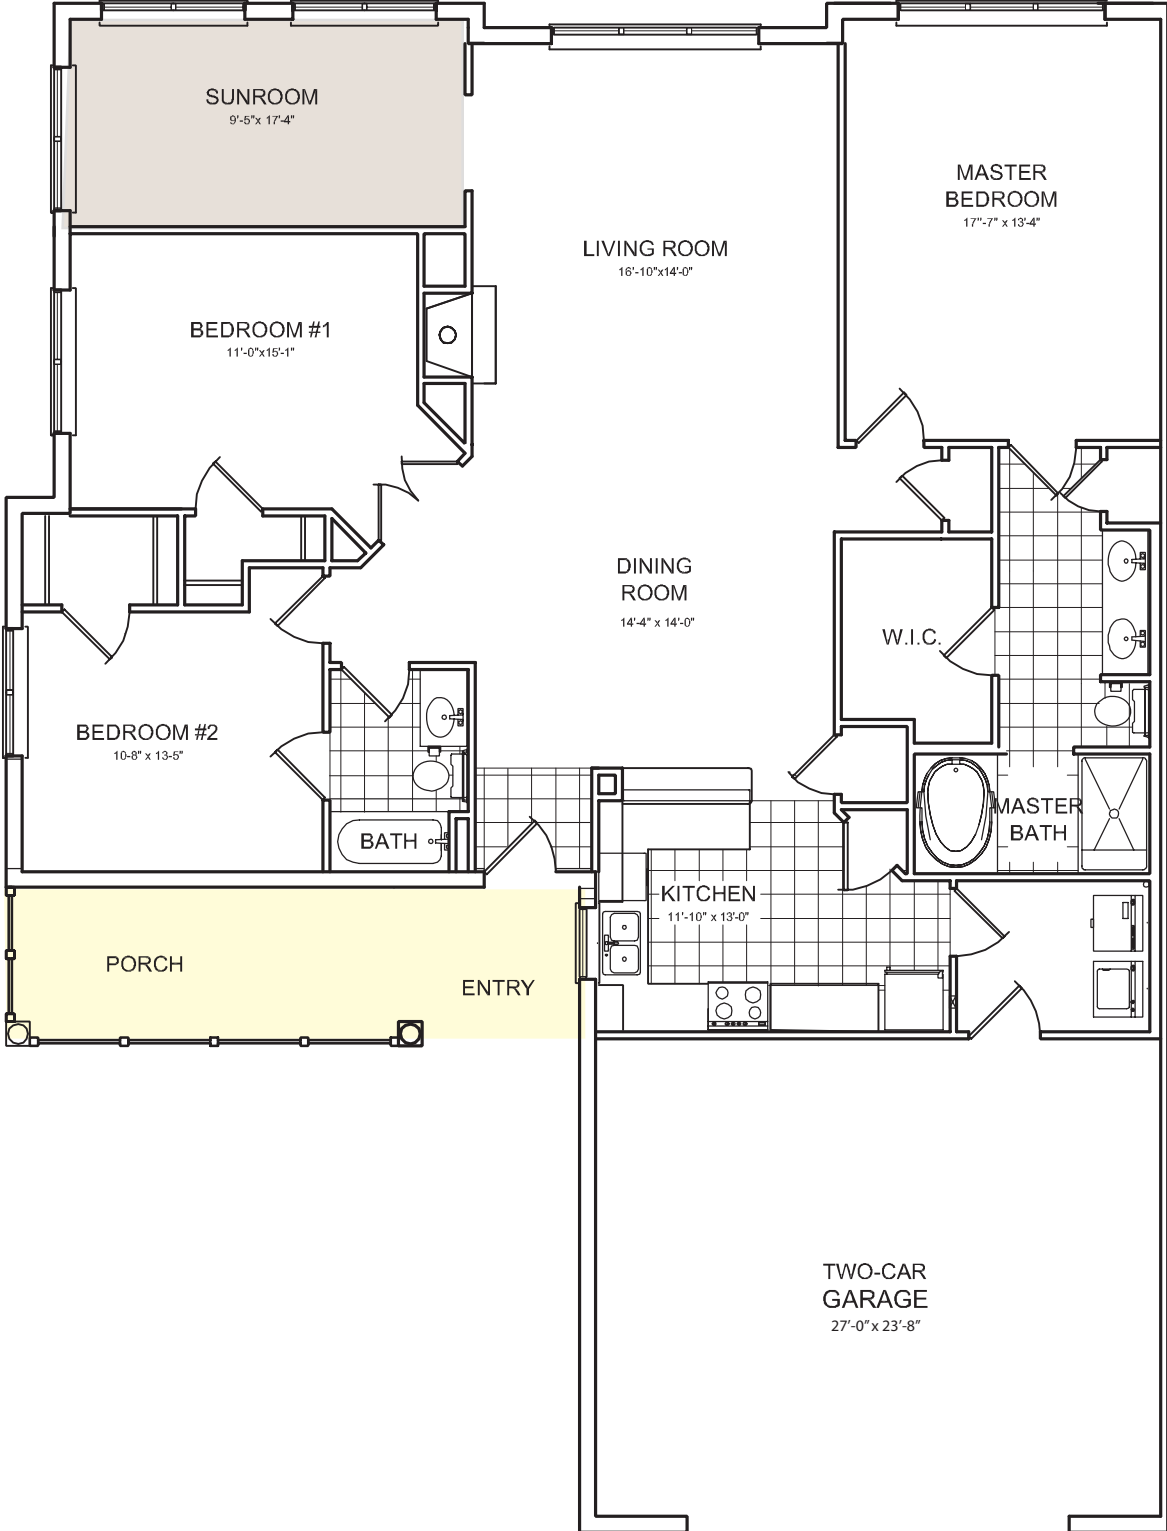 SUNROOM
9'-5"x 17'-4"
MASTER
BEDROOM
17"-7" x 13'-4"
LIVING ROOM
16'-10"x14'-0"
BEDROOM #1
11'-0"x15'-1"
DINING
ROOM
14'-4" x 14'-0"
W.I.C.
BEDROOM #2
10-8" x 13-5"
MASTER
BATH
BATH
KITCHEN
11'-10" x 13'-0"
PORCH
ENTRY
TWO-CAR
GARAGE
27'-0" x 23'-8"